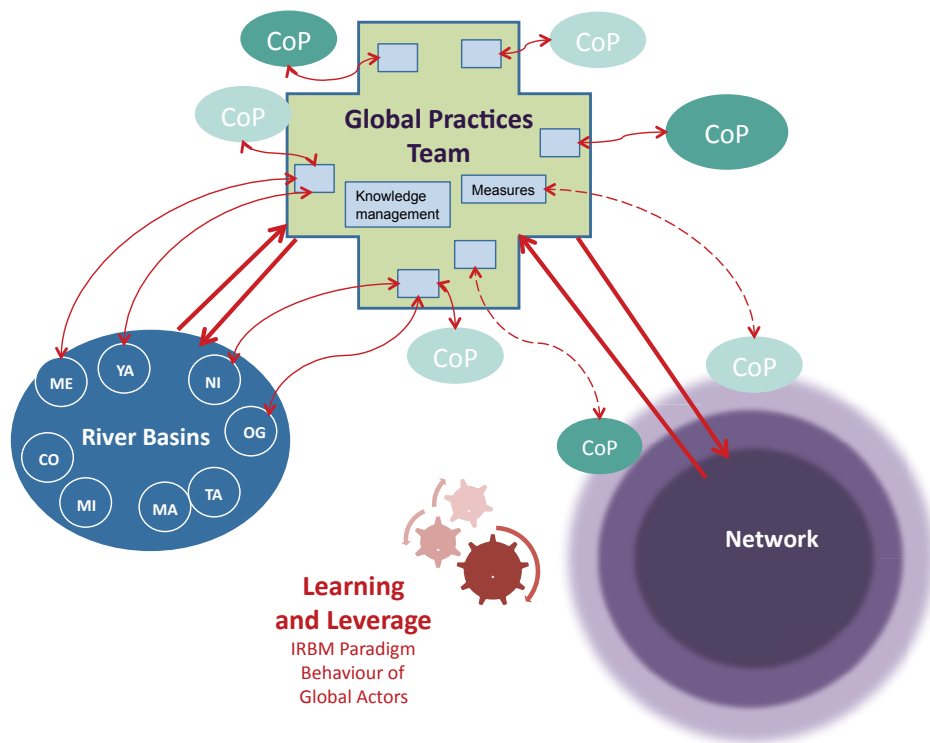 CoP
CoP
CoP
Global Practices
Team
CoP
Knowledge
management
Measures
CoP
CoP
CoP
ME
YA
NI
River Basins
OG
CO
MI
MA
TA
Network
Learning
and Leverage
IRBM Paradigm
Behaviour of
Global Actors